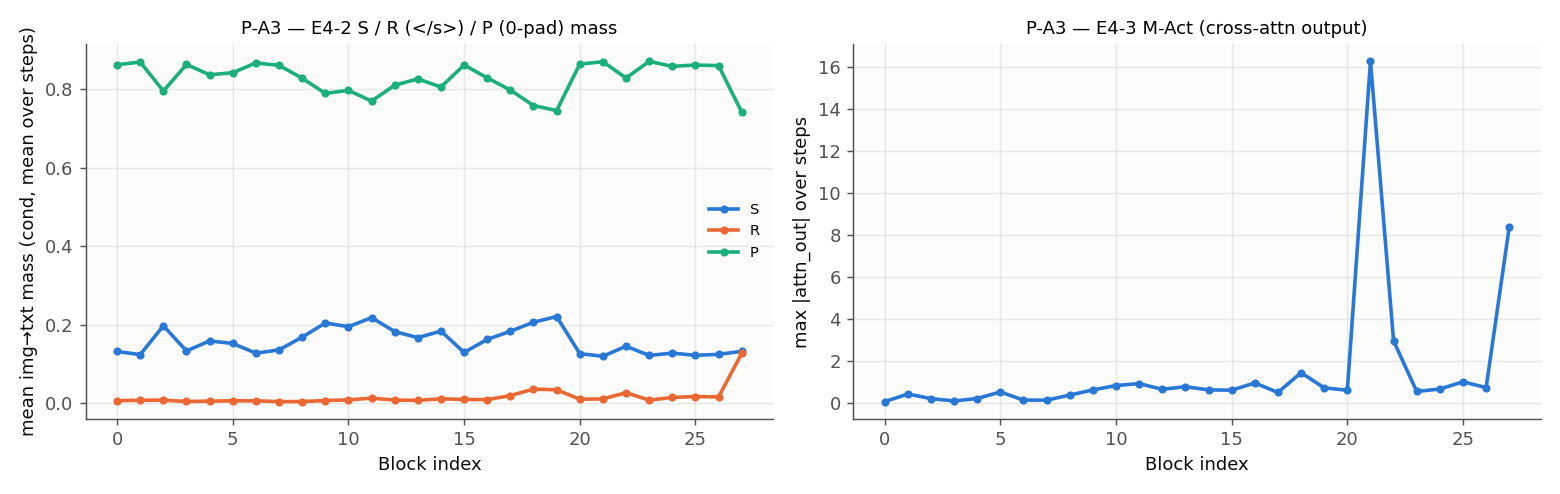 P-A3 — E4-2 S / R (</s>) / P (0-pad) mass
mean img→txt mass (cond, mean over steps)
0.8
0.6
0.4
0.2
0.0
S
R
P
0 5 10 15 20 25
Block index
P-A3 — E4-3 M-Act (cross-attn output)
max |attn_out| over steps
16
14
12
10
8
6
4
2
0
0 5 10 15 20 25
Block index